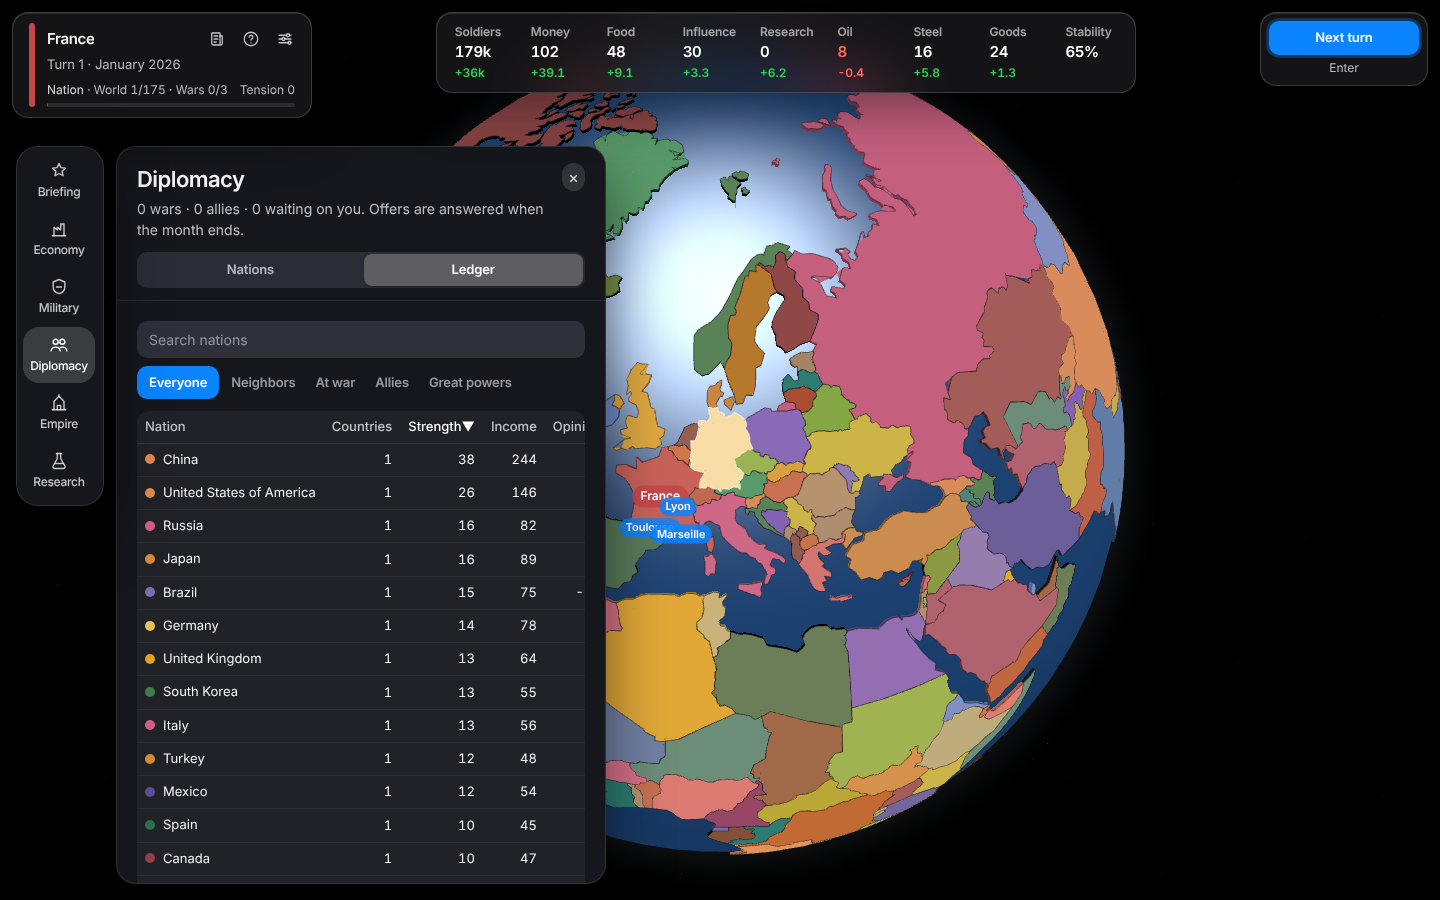 France
Turn 1 · January 2026
Nation · World 1/175 · Wars 0/3 Tension 0
Soldiers Money Food Influence Research Oil Steel Goods Stability
179k 102 48 30 0 8 16 24 65%
+36k +39.1 +9.1 +3.3 +6.2 -0.4 +5.8 +1.3
Next turn
Enter
Briefing
Economy
Military
Diplomacy
Empire
Research
Diplomacy
0 wars · 0 allies · 0 waiting on you. Offers are answered when
the month ends.
Nations Ledger
Search nations
Everyone Neighbors At war Allies Great powers
Nation Countries Strength▼ Income Opini
China 1 38 244
United States of America 1 26 146
Russia 1 16 82
Japan 1 16 89
Brazil 1 15 75 -
Germany 1 14 78
United Kingdom 1 13 64
South Korea 1 13 55
Italy 1 13 56
Turkey 1 12 48
Mexico 1 12 54
Spain 1 10 45
Canada 1 10 47
France
Lyon
Marseille